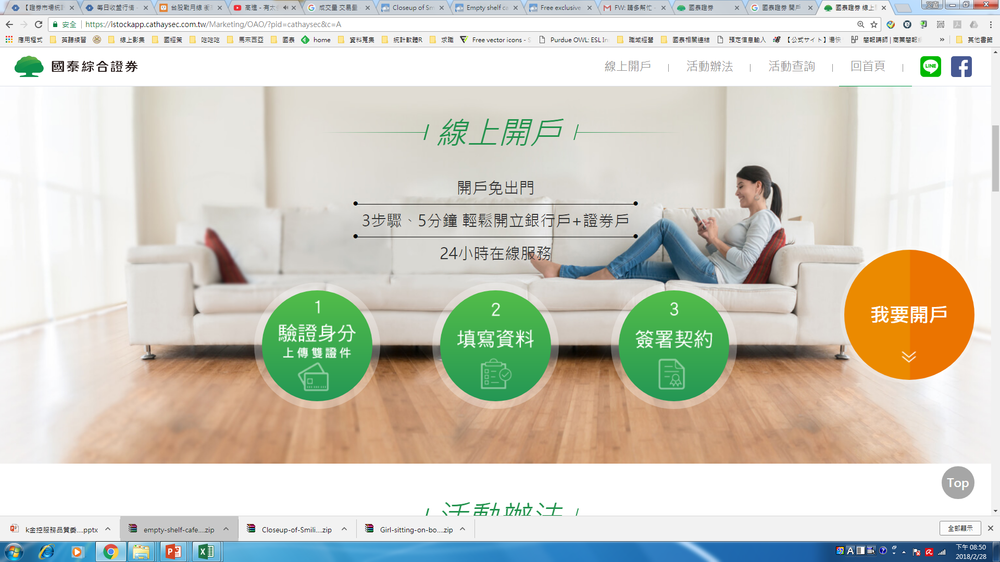 【證券市場統計
每日收盤行情 -
台股戰月線 衝
高進 - 有太多
成交量 交易量 -
Closeup of Sm
Empty shelf ca
Free exclusive
FW: 請多幫忙 -
國泰證券
國泰證券 開戶
國泰證券 線上
安全
https://istockapp.cathaysec.com.tw/Marketing/OAO/?pid=cathaysec&c=A
應用程式
英聽練習
線上影集
國經策
吃吃吃
馬來西亞
國泰
home
資料蒐集
統計軟體R
求職
Free vector icons - S
Purdue OWL: ESL In
職域經營
國泰相關連結
預定信息輸入
【公式サイト】湯快
簡報講師 | 商業簡報
»
其他書籤
國泰綜合證券
線上開戶
活動辦法
活動查詢
回首頁
LINE
線上開戶
開戶免出門
3步驟、5分鐘 輕鬆開立銀行戶+證券戶
24小時在線服務
1
驗證身分
上傳雙證件
2
填寫資料
3
簽署契約
我要開戶
Top
活動辦法
k金控服務品質委....pptx
empty-shelf-cafe....zip
Closeup-of-Smili....zip
Girl-sitting-on-bo....zip
全部顯示
下午 08:50
2018/2/28